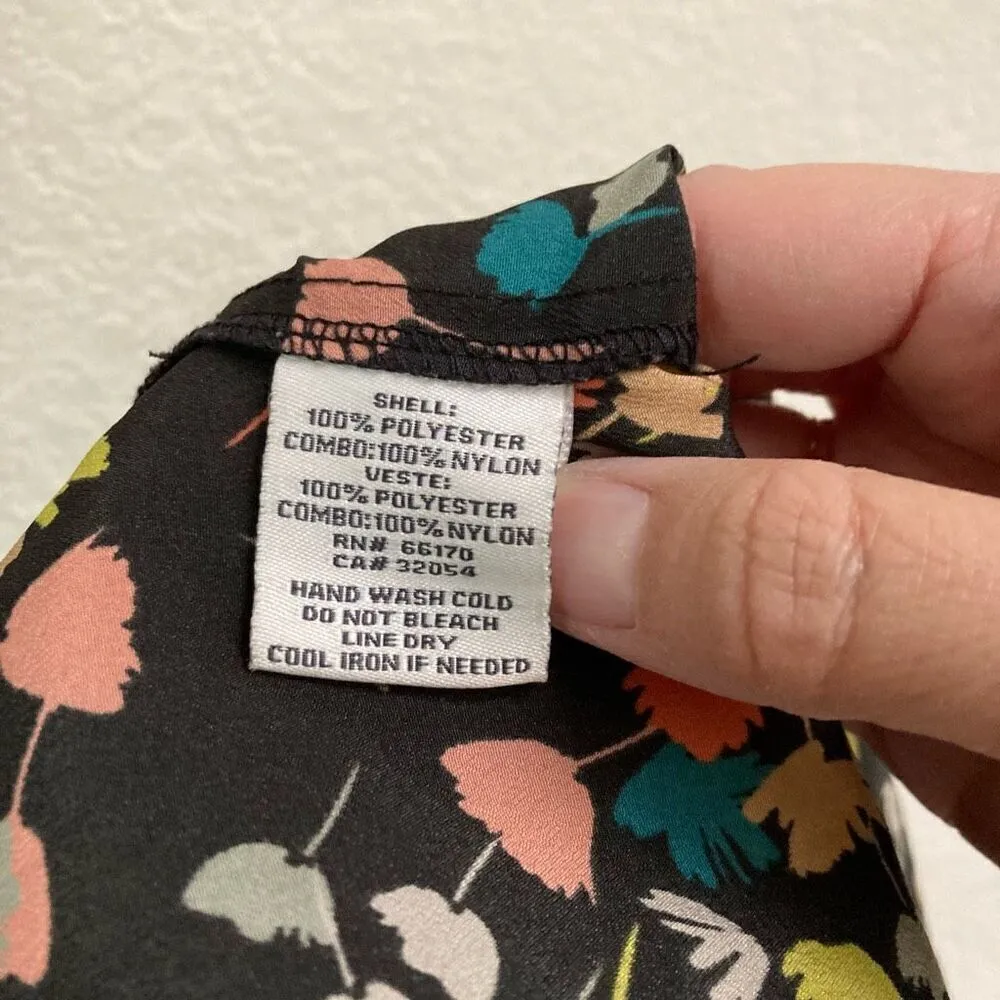 SHELL:
100% POLYESTER
COMBO:100% NYLON
VESTE:
100% POLYESTER
COMBO:100% NYLON
RN# 66170
CA# 32054
HAND WASH COLD
DO NOT BLEACH
LINE DRY
COOL IRON IF NEEDED